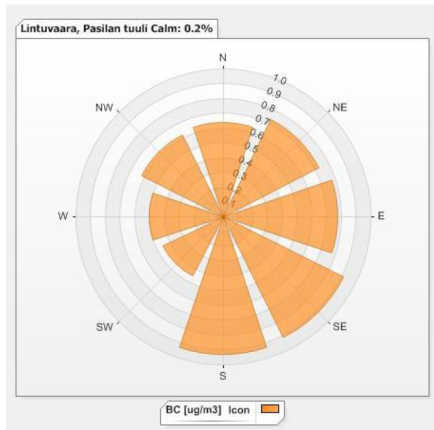 Lintuvaara, Pasilan tuuli Calm: 0.2%
N
1.0
0.9
NW
NE
0.8
0.7
0.6
0.5
0.4
0.3
0.2
0.1
W
E
SW
SE
S
BC [ug/m3] Icon